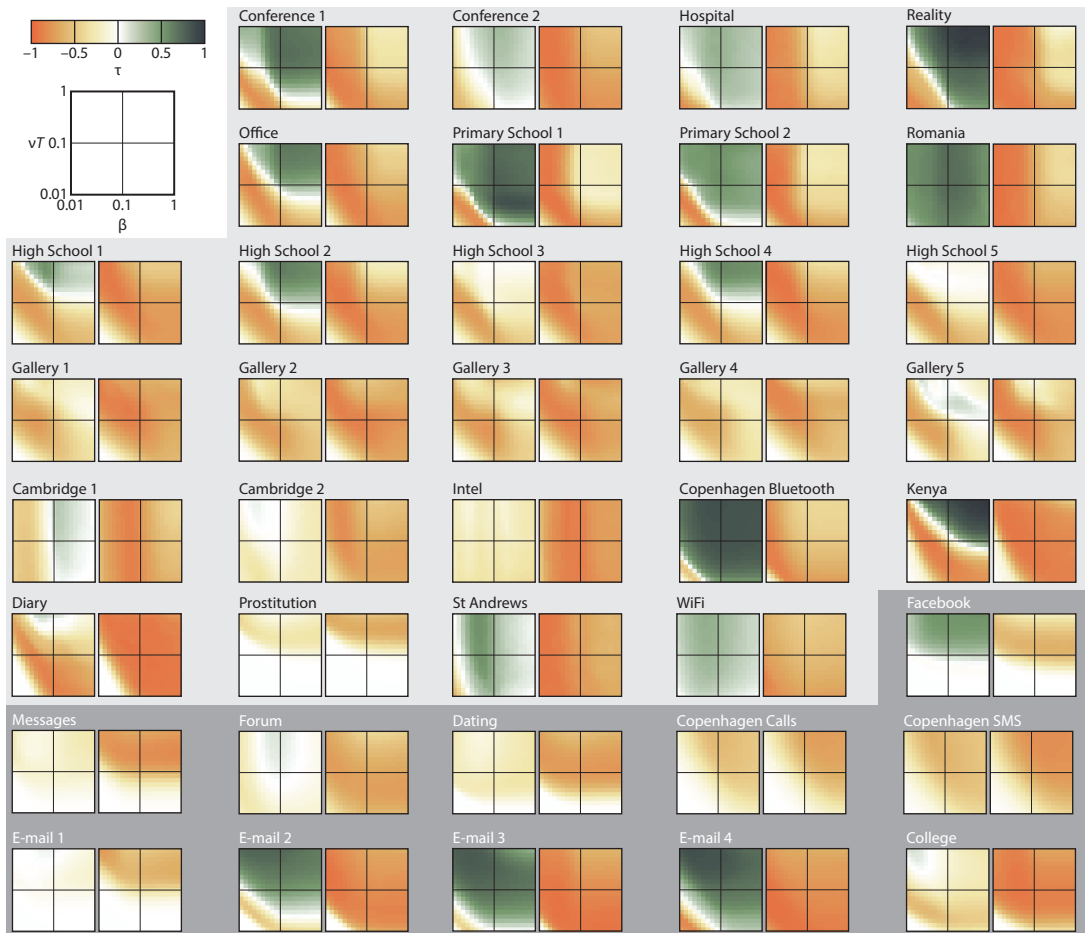 Conference 1 Conference 2 Hospital Reality
−1 −0.5 0 0.5 1
τ
1
νT 0.1
0.01
0.01 0.1 1
β
Office Primary School 1 Primary School 2 Romania
High School 1 High School 2 High School 3 High School 4 High School 5
Gallery 1 Gallery 2 Gallery 3 Gallery 4 Gallery 5
Cambridge 1 Cambridge 2 Intel Copenhagen Bluetooth Kenya
Diary Prostitution St Andrews WiFi Facebook
Messages Forum Dating Copenhagen Calls Copenhagen SMS
E-mail 1 E-mail 2 E-mail 3 E-mail 4 College